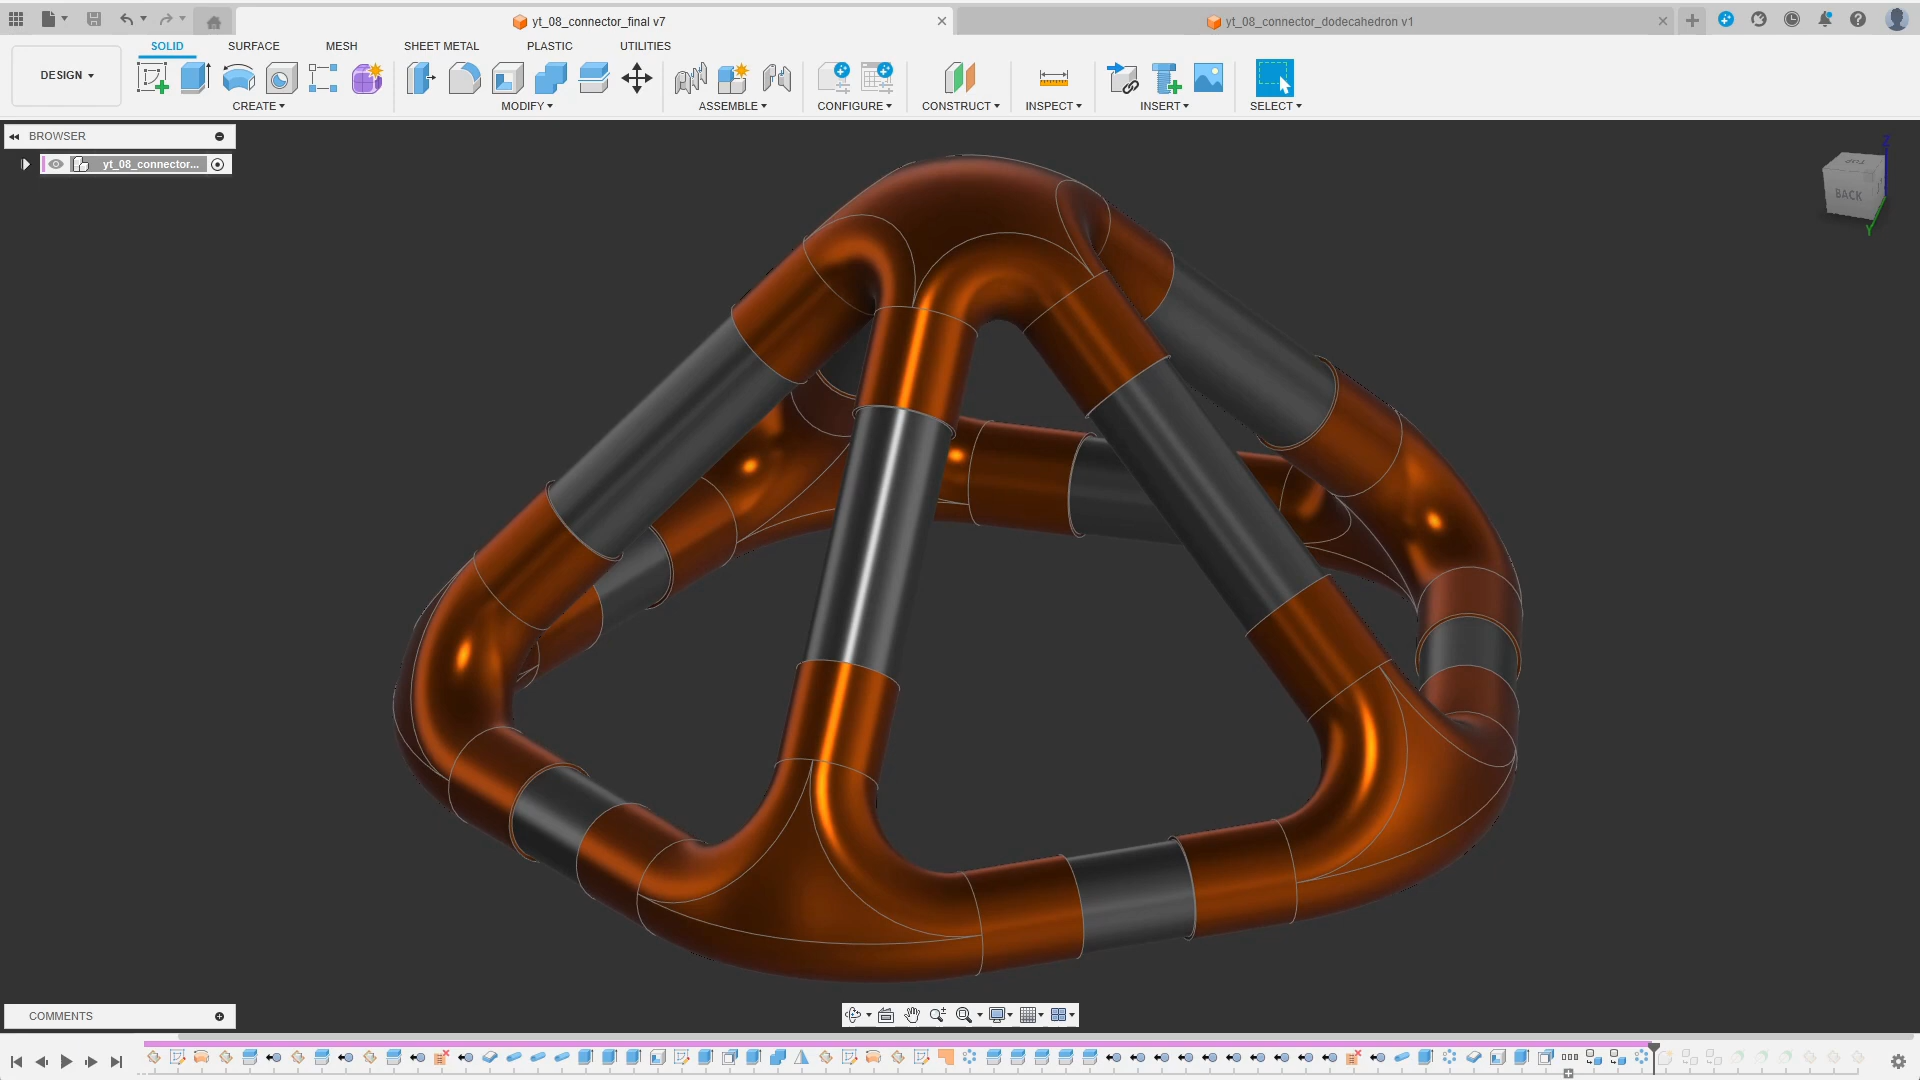 yt_08_connector_final v7
yt_08_connector_dodecahedron v1
DESIGN
SOLID
SURFACE
MESH
SHEET METAL
PLASTIC
UTILITIES
CREATE
MODIFY
ASSEMBLE
CONFIGURE
CONSTRUCT
INSPECT
INSERT
SELECT
BROWSER
yt_08_connector...
TOP
BACK
Z
Y
COMMENTS